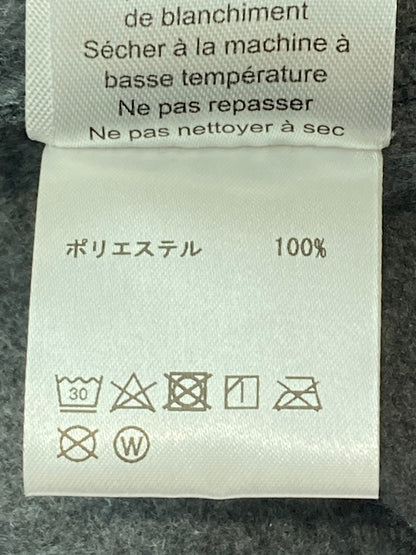 de blanchiment
Sécher à la machine à
basse température
Ne pas repasser
Ne pas nettoyer à sec
ポリエステル 100%
30
W